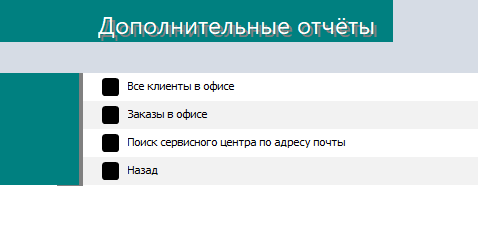 Дополнительные отчёты
Все клиенты в офисе
Заказы в офисе
Поиск сервисного центра по адресу почты
Назад